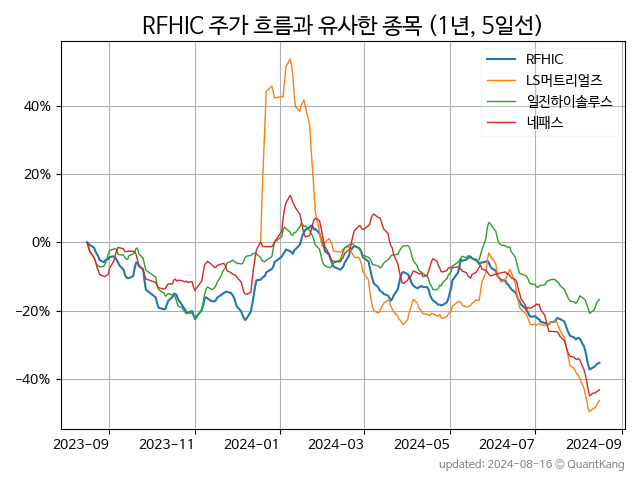 RFHIC 주가 흐름과 유사한 종목 (1년, 5일선)
RFHIC
LS머트리얼즈
일진하이솔루스
네패스
40%
20%
0%
−20%
−40%
2023-09 2023-11 2024-01 2024-03 2024-05 2024-07 2024-09
updated: 2024-08-16 © QuantKang